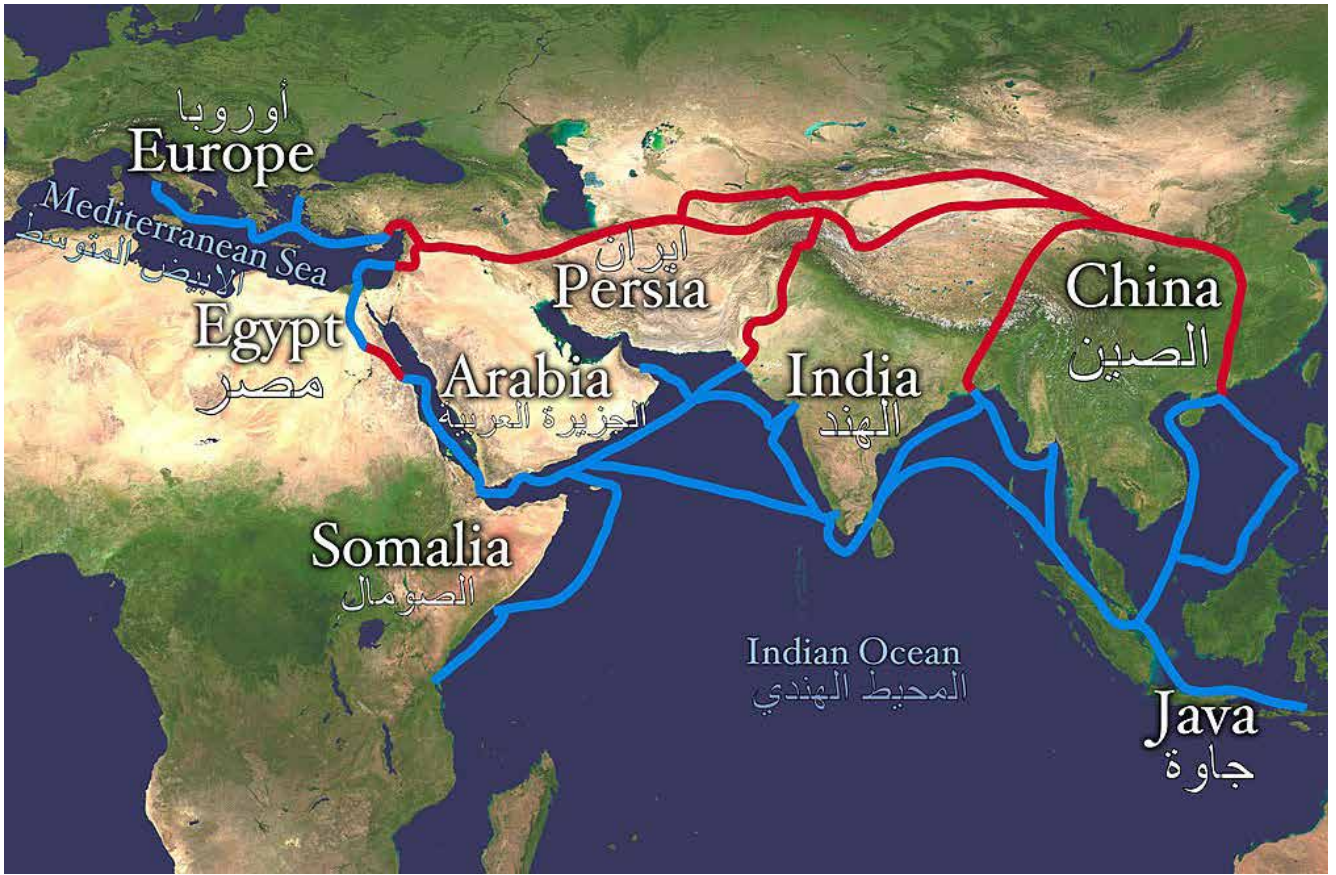 أوروبا
Europe
Mediterranean Sea
الابيض المتوسط
ايران
Persia
Egypt
مصر
Arabia
الجزيرة العربية
India
الهند
China
الصين
Somalia
الصومال
Indian Ocean
المحيط الهندي
Java
جاوة